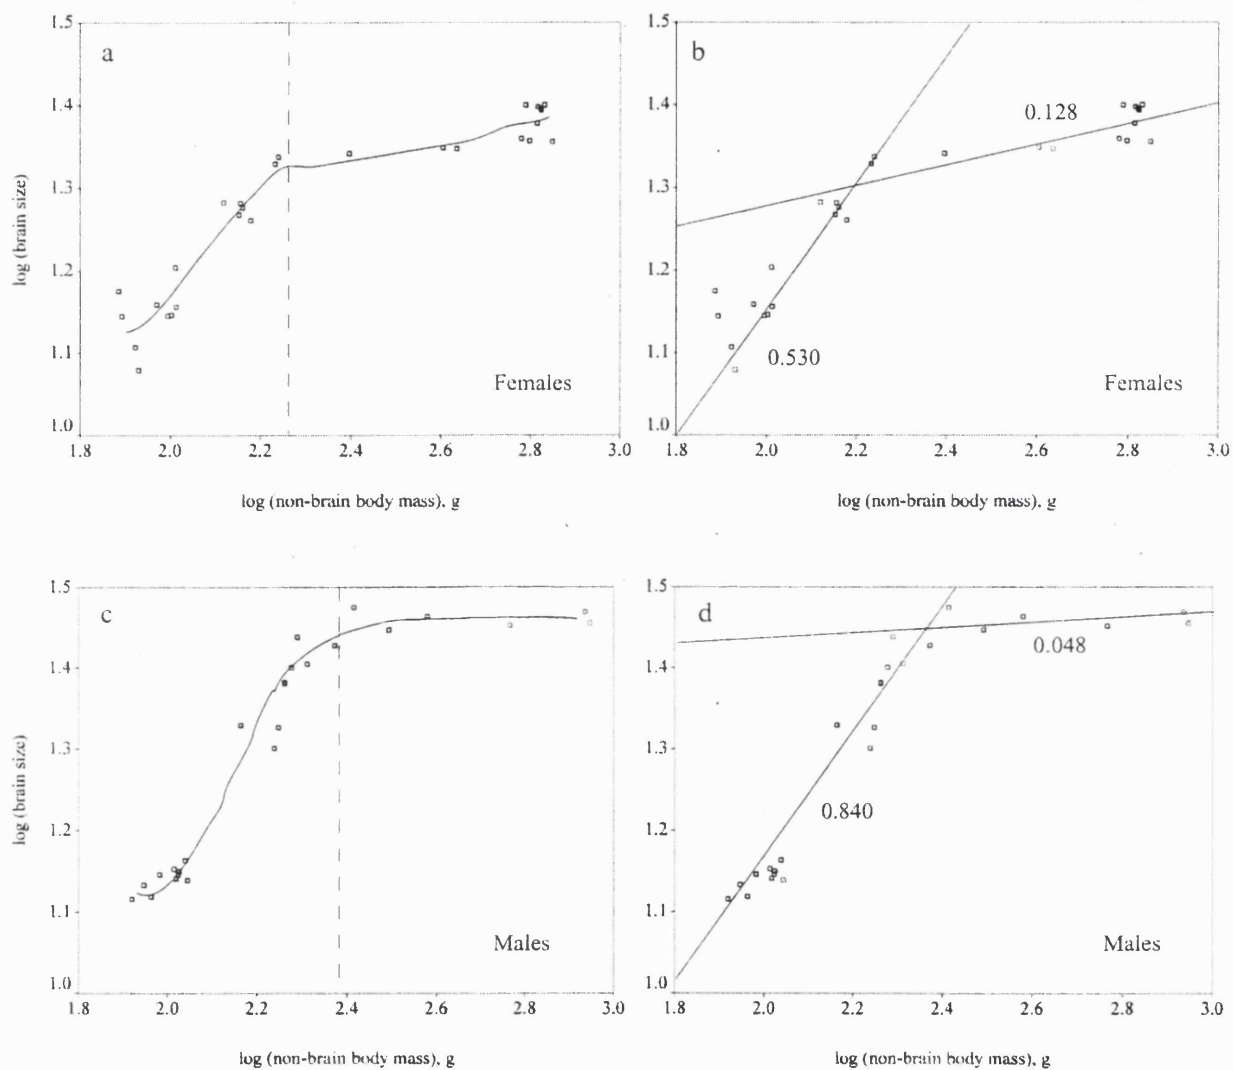 a
1.5
1.4
1.3
1.2
1.1
1.0
log (brain size)
Females
1.8 2.0 2.2 2.4 2.6 2.8 3.0
log (non-brain body mass), g
b
1.5
1.4
1.3
1.2
1.1
1.0
0.128
0.530
Females
1.8 2.0 2.2 2.4 2.6 2.8 3.0
log (non-brain body mass), g
c
1.5
1.4
1.3
1.2
1.1
1.0
log (brain size)
Males
1.8 2.0 2.2 2.4 2.6 2.8 3.0
log (non-brain body mass), g
d
1.5
1.4
1.3
1.2
1.1
1.0
0.048
0.840
Males
1.8 2.0 2.2 2.4 2.6 2.8 3.0
log (non-brain body mass), g